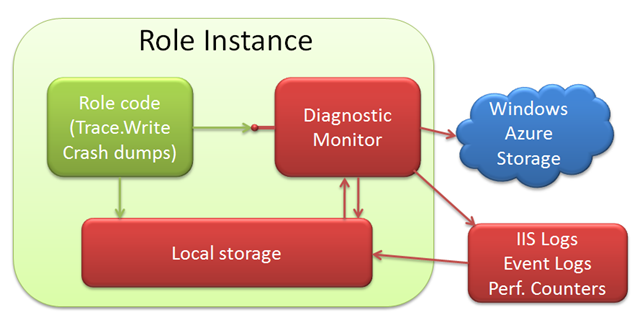 Role Instance
Role code
(Trace.Write
Crash dumps)
Diagnostic
Monitor
Windows
Azure
Storage
Local storage
IIS Logs
Event Logs
Perf. Counters